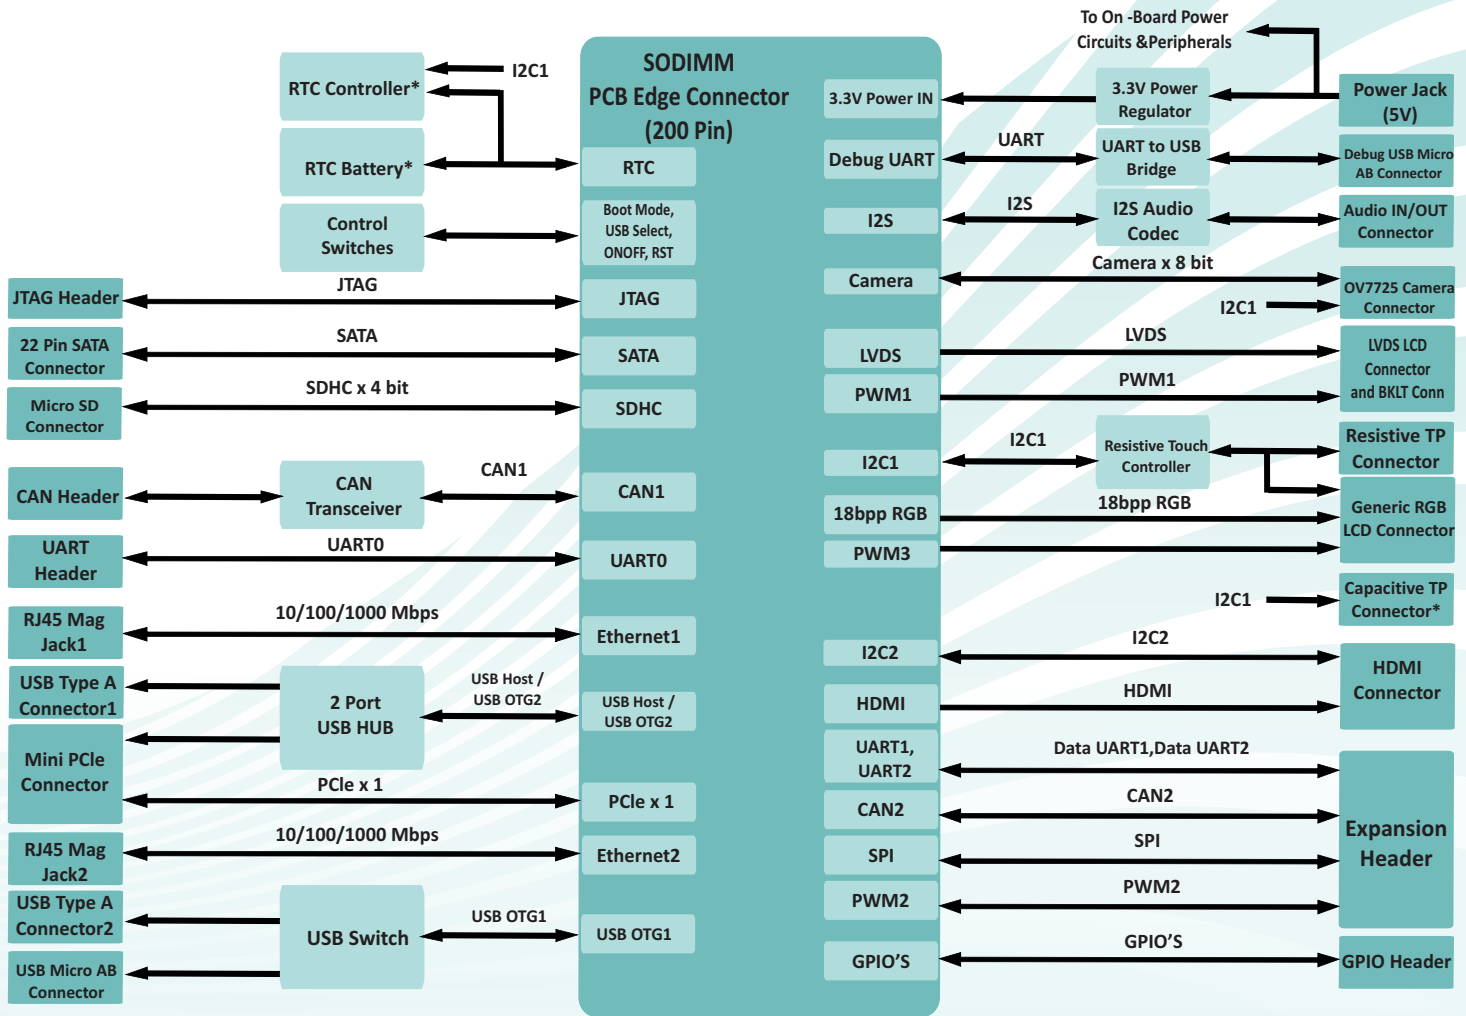 To On -Board Power
Circuits &Peripherals
SODIMM
PCB Edge Connector
(200 Pin)
I2C1
RTC Controller*
RTC Battery*
RTC
Control
Switches
Boot Mode,
USB Select,
ONOFF, RST
JTAG Header
JTAG
JTAG
22 Pin SATA
Connector
SATA
SATA
Micro SD
Connector
SDHC x 4 bit
SDHC
CAN Header
CAN
Transceiver
CAN1
CAN1
UART
Header
UART0
UART0
RJ45 Mag
Jack1
10/100/1000 Mbps
Ethernet1
USB Type A
Connector1
2 Port
USB HUB
USB Host /
USB OTG2
USB Host /
USB OTG2
Mini PCIe
Connector
PCIe x 1
PCIe x 1
RJ45 Mag
Jack2
10/100/1000 Mbps
Ethernet2
USB Type A
Connector2
USB Switch
USB OTG1
USB OTG1
USB Micro AB
Connector
3.3V Power IN
3.3V Power
Regulator
Power Jack
(5V)
Debug UART
UART
UART to USB
Bridge
Debug USB Micro
AB Connector
I2S
I2S
I2S Audio
Codec
Audio IN/OUT
Connector
Camera
Camera x 8 bit
I2C1
OV7725 Camera
Connector
LVDS
LVDS
PWM1
PWM1
LVDS LCD
Connector
and BKLT Conn
I2C1
I2C1
Resistive Touch
Controller
Resistive TP
Connector
18bpp RGB
18bpp RGB
PWM3
Generic RGB
LCD Connector
I2C1
Capacitive TP
Connector*
I2C2
I2C2
HDMI
HDMI
HDMI
Connector
UART1,
UART2
Data UART1,Data UART2
CAN2
CAN2
SPI
SPI
PWM2
PWM2
Expansion
Header
GPIO'S
GPIO'S
GPIO Header